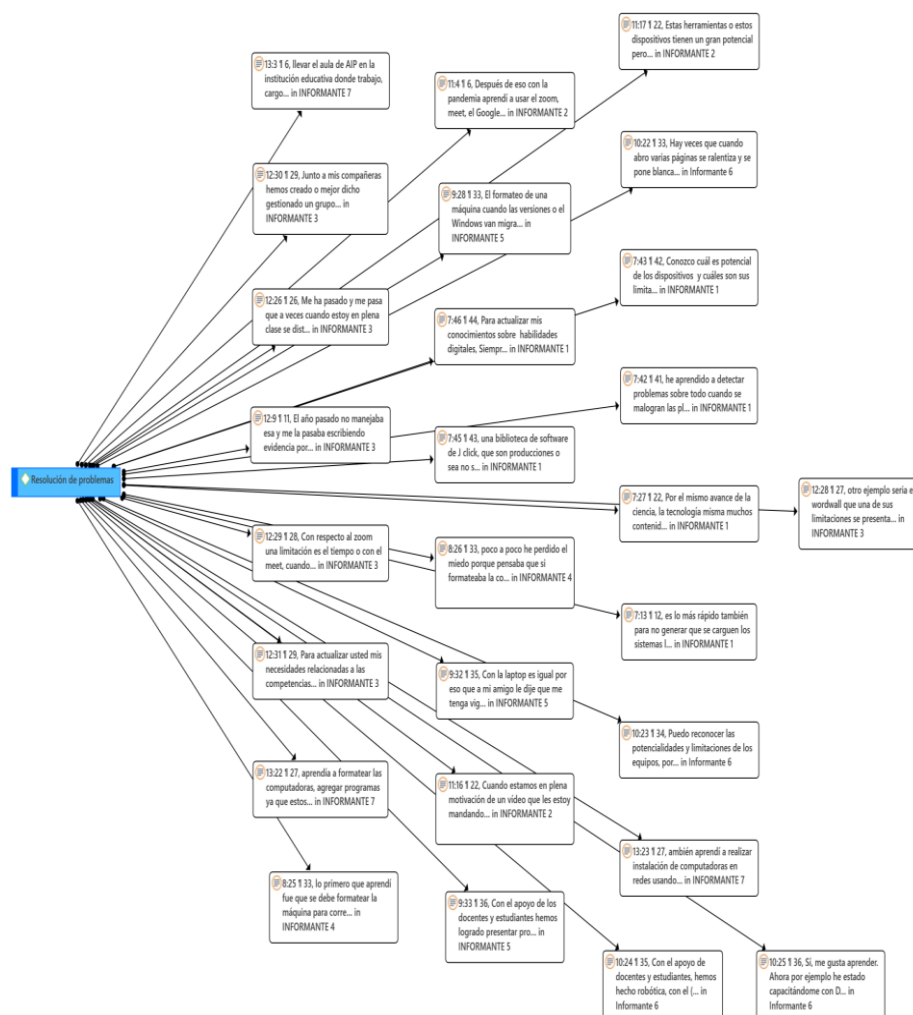 11:17 ¶ 22, Estas herramientas o estos
dispositivos tienen un gran potencial
pero... in INFORMANTE 2
13:3 ¶ 6, llevar el aula de AIP en la
institución educativa donde trabajo,
cargo... in INFORMANTE 7
11:4 ¶ 6, Después de eso con la
pandemia aprendí a usar el zoom,
meet, el Google... in INFORMANTE 2
10:22 ¶ 33, Hay veces que cuando
abro varias páginas se ralentiza y se
pone blanca... in Informante 6
12:30 ¶ 29, Junto a mis compañeras
hemos creado o mejor dicho
gestionado un grupo... in
INFORMANTE 3
9:28 ¶ 33, El formateo de una
máquina cuando las versiones o el
Windows van migra... in
INFORMANTE 5
7:43 ¶ 42, Conozco cuál es potencial
de los dispositivos y cuáles son sus
limita... in INFORMANTE 1
12:26 ¶ 26, Me ha pasado y me pasa
que a veces cuando estoy en plena
clase se dist... in INFORMANTE 3
7:46 ¶ 44, Para actualizar mis
conocimientos sobre habilidades
digitales, Siempr... in INFORMANTE 1
7:42 ¶ 41, he aprendido a detectar
problemas sobre todo cuando se
malogran las pl... in INFORMANTE 1
12:9 ¶ 11, El año pasado no manejaba
esa y me la pasaba escribiendo
evidencia por... in INFORMANTE 3
7:45 ¶ 43, una biblioteca de software
de J click, que son producciones o
sea no s... in INFORMANTE 1
Resolución de problemas
7:27 ¶ 22, Por el mismo avance de la
ciencia, la tecnología misma muchos
contenid... in INFORMANTE 1
12:28 ¶ 27, otro ejemplo seria e
wordwall que una de sus
limitaciones se presenta... in
INFORMANTE 3
12:29 ¶ 28, Con respecto al zoom
una limitación es el tiempo o con el
meet, cuando... in INFORMANTE 3
8:26 ¶ 33, poco a poco he perdido el
miedo porque pensaba que si
formateaba la co... in INFORMANTE 4
7:13 ¶ 12, es lo más rápido también
para no generar que se carguen los
sistemas l... in INFORMANTE 1
12:31 ¶ 29, Para actualizar usted mis
necesidades relacionadas a las
competencias... in INFORMANTE 3
9:32 ¶ 35, Con la laptop es igual por
eso que a mi amigo le dije que me
tenga vig... in INFORMANTE 5
10:23 ¶ 34, Puedo reconocer las
potencialidades y limitaciones de los
equipos, por... in Informante 6
13:22 ¶ 27, aprendía a formatear las
computadoras, agregar programas
ya que estos... in INFORMANTE 7
11:16 ¶ 22, Cuando estamos en plena
motivación de un vídeo que les estoy
mandando... in INFORMANTE 2
13:23 ¶ 27, ambién aprendí a realizar
instalación de computadoras en
redes usando... in INFORMANTE 7
8:25 ¶ 33, lo primero que aprendí
fue que se debe formatear la
máquina para corre... in
INFORMANTE 4
9:33 ¶ 36, Con el apoyo de los
docentes y estudiantes hemos
logrado presentar pro... in
INFORMANTE 5
10:24 ¶ 35, Con el apoyo de
docentes y estudiantes, hemos
hecho robótica, con el (... in
Informante 6
10:25 ¶ 36, Sí, me gusta aprender.
Ahora por ejemplo he estado
capacitándome con D... in
Informante 6